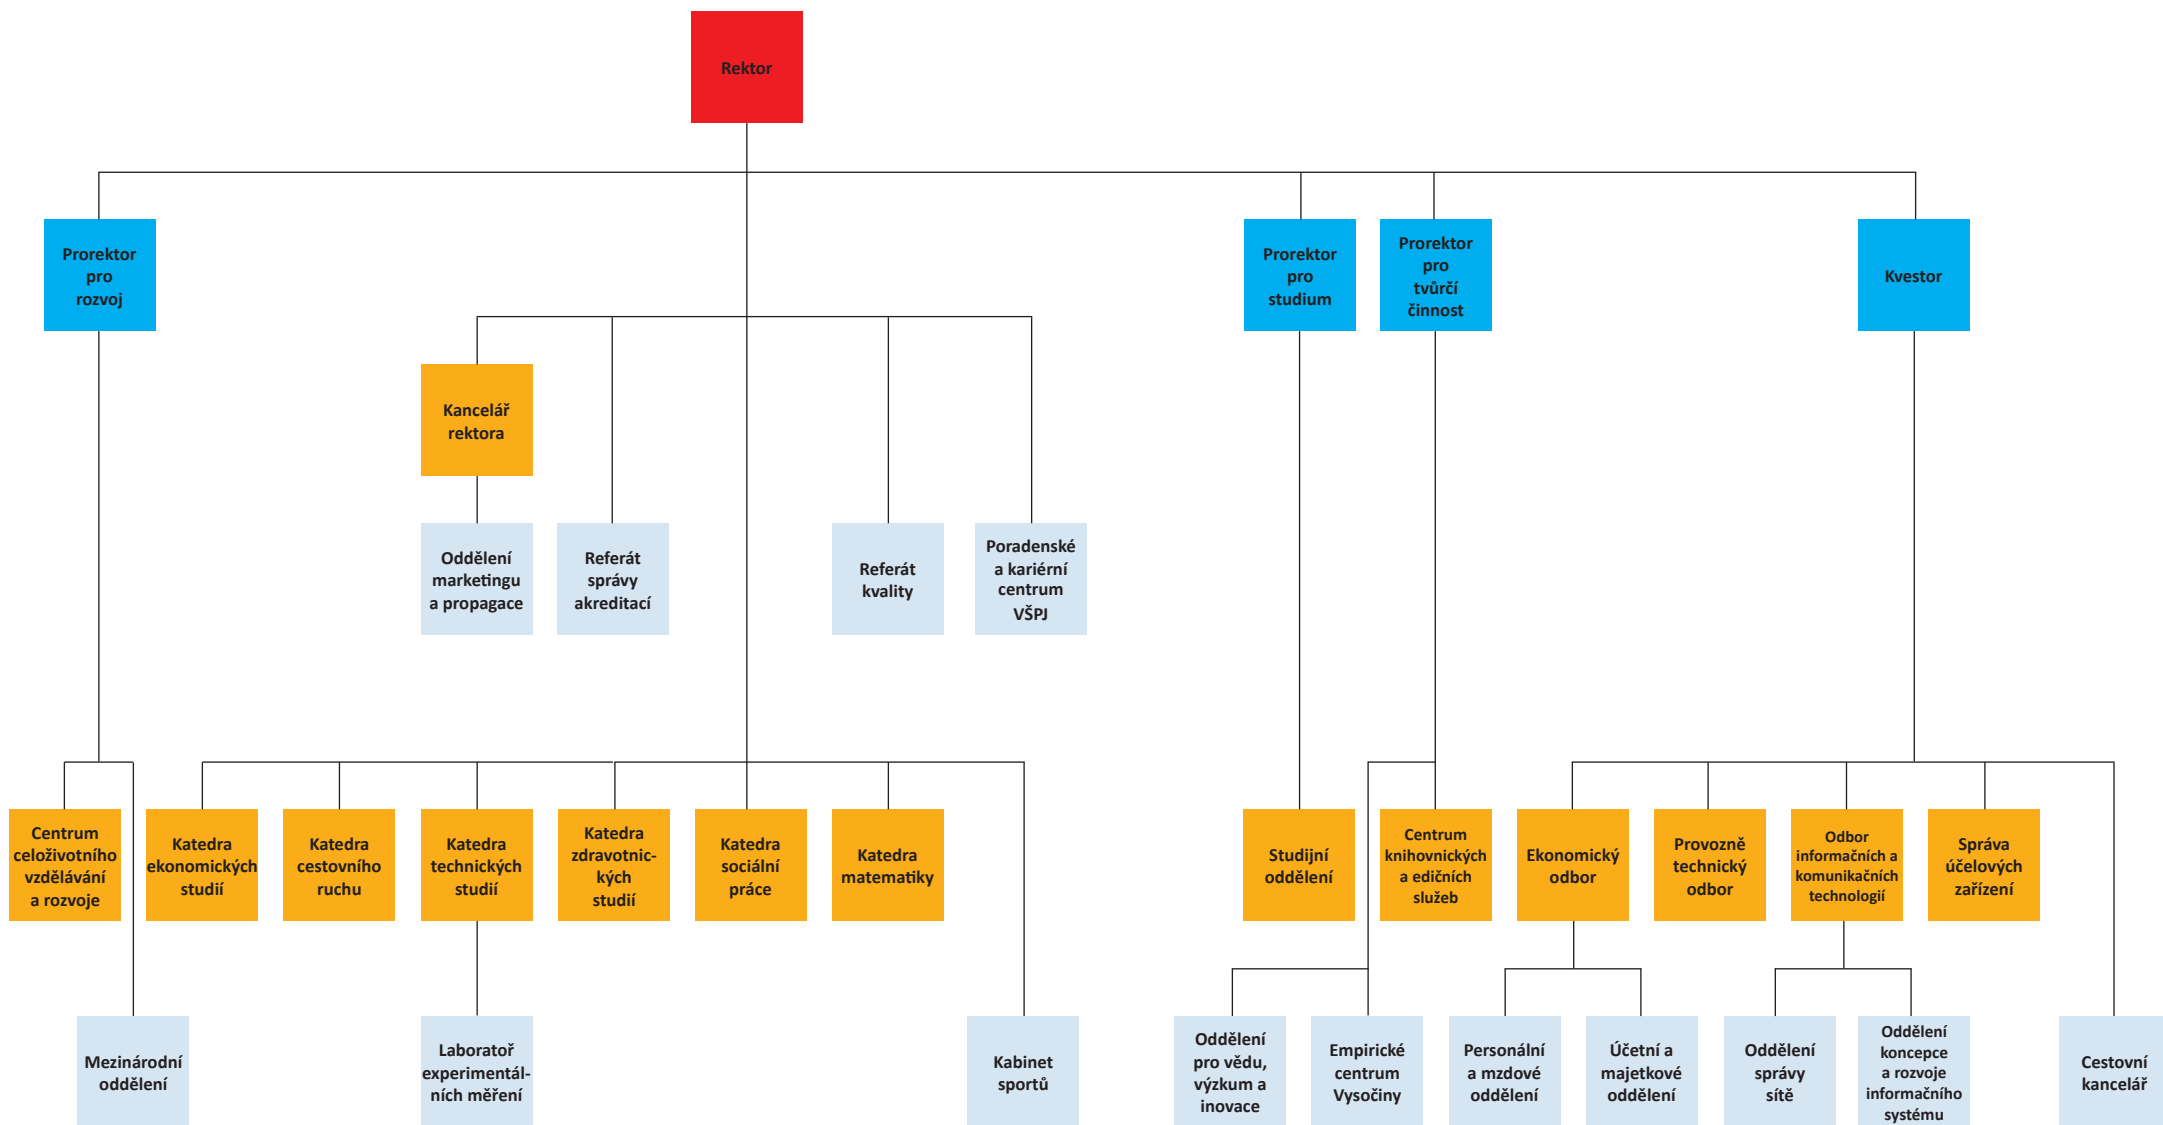 Rektor
Prorektor
pro
rozvoj
Prorektor
pro
studium
Prorektor
pro
tvůrčí
činnost
Kvestor
Kancelář
rektora
Oddělení
marketingu
a propagace
Referát
správy
akreditací
Referát
kvality
Poradenské
a kariérní
centrum
VŠPJ
Centrum
celoživotního
vzdělávání
a rozvoje
Katedra
ekonomických
studií
Katedra
cestovního
ruchu
Katedra
technických
studií
Katedra
zdravotnic-
kých
studií
Katedra
sociální
práce
Katedra
matematiky
Studijní
oddělení
Centrum
knihovnických
a edičních
služeb
Ekonomický
odbor
Provozně
technický
odbor
Odbor
informačních a
komunikačních
technologií
Správa
účelových
zařízení
Mezinárodní
oddělení
Laboratoř
experimentál-
ních měření
Kabinet
sportů
Oddělení
pro vědu,
výzkum a
inovace
Empirické
centrum
Vysočiny
Personální
a mzdové
oddělení
Účetní a
majetkové
oddělení
Oddělení
správy
sítě
Oddělení
koncepce
a rozvoje
informačního
systému
Cestovní
kancelář